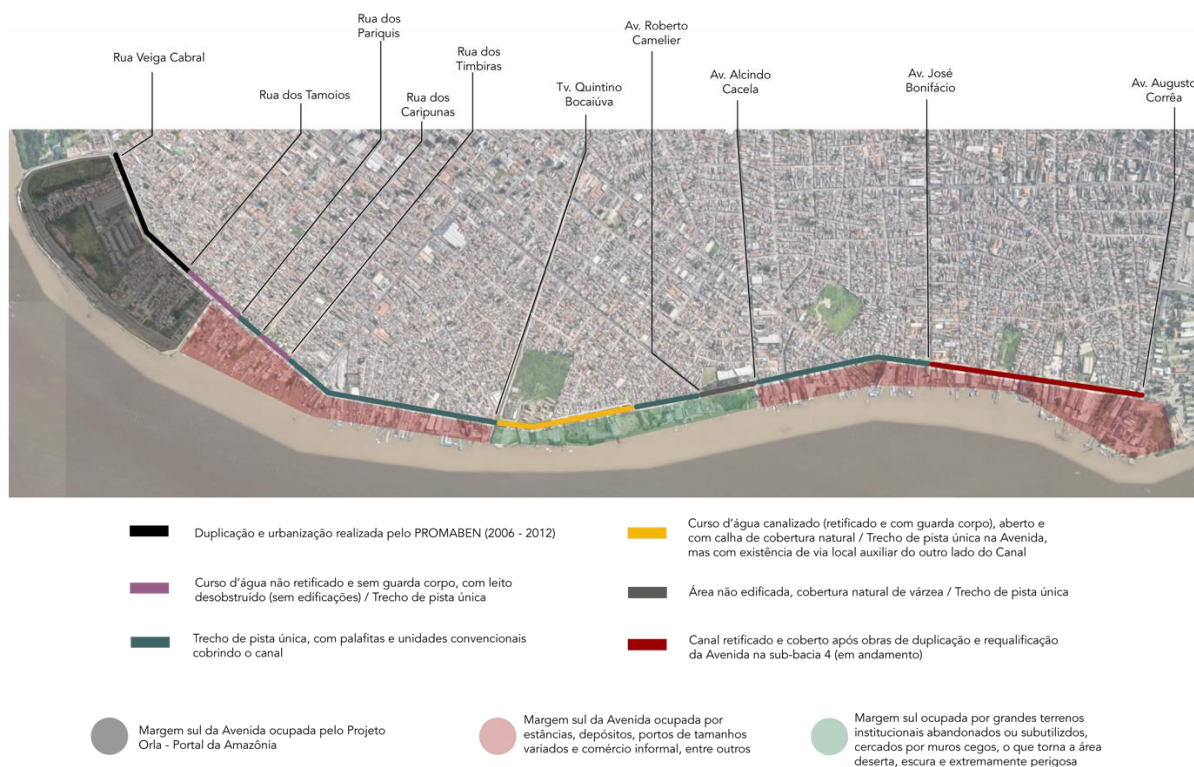 Rua dos
Pariquis
Rua Veiga Cabral
Rua dos Tamoios
Rua dos
Caripunas
Rua dos
Timbiras
Tv. Quintino
Bocaiúva
Av. Roberto
Camelier
Av. Alcindo
Cacela
Av. José
Bonifácio
Av. Augusto
Corrêa
Duplicação e urbanização realizada pelo PROMABEN (2006 - 2012)
Curso d'água não retificado e sem guarda corpo, com leito
desobstruído (sem edificações) / Trecho de pista única
Trecho de pista única, com palafitas e unidades convencionais
cobrindo o canal
Curso d'água canalizado (retificado e com guarda corpo), aberto e
com calha de cobertura natural / Trecho de pista única na Avenida,
mas com existência de via local auxiliar do outro lado do Canal
Área não edificada, cobertura natural de várzea / Trecho de pista única
Canal retificado e coberto após obras de duplicação e requalificação
da Avenida na sub-bacia 4 (em andamento)
Margem sul da Avenida ocupada pelo Projeto
Orla - Portal da Amazônia
Margem sul da Avenida ocupada por
estâncias, depósitos, portos de tamanhos
variados e comércio informal, entre outros
Margem sul ocupada por grandes terrenos
institucionais abandonados ou subutilizdos,
cercados por muros cegos, o que torna a área
deserta, escura e extremamente perigosa